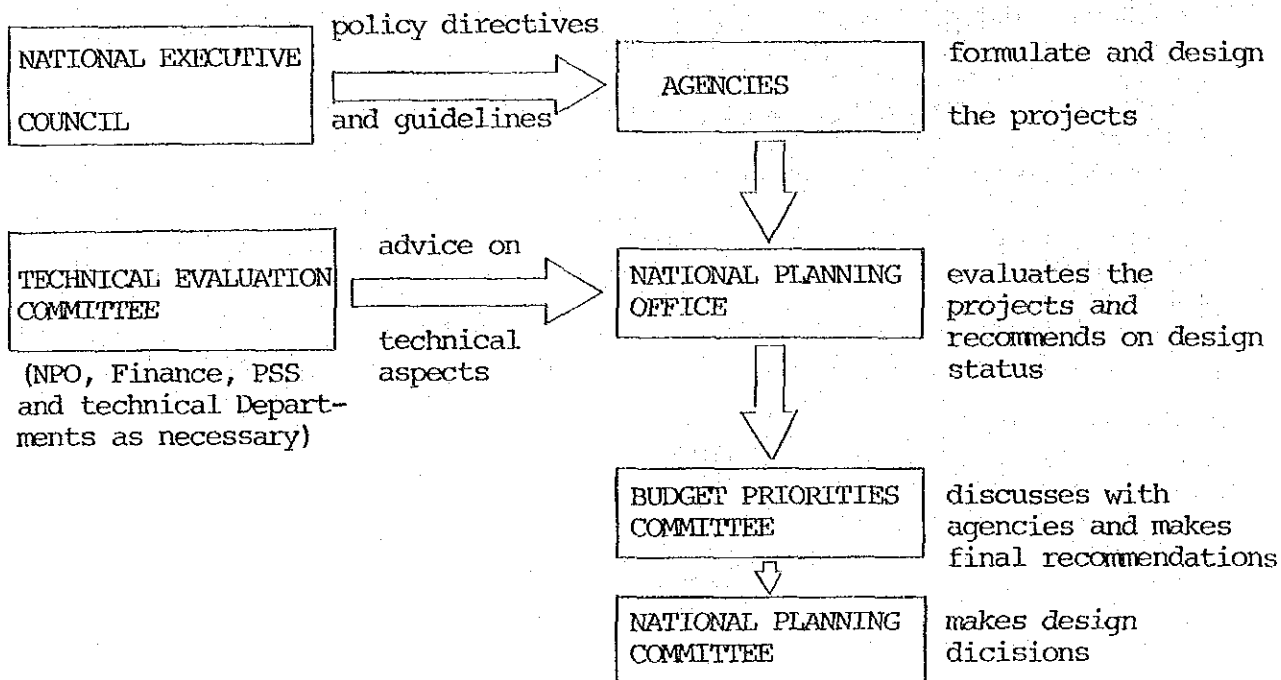 policy directives
NATIONAL EXECUTIVE
COUNCIL
and guidelines
AGENCIES
formulate and design
the projects
TECHNICAL EVALUATION
COMMITTEE
(NPO, Finance, PSS
and technical Depart-
ments as necessary)
advice on
technical
aspects
NATIONAL PLANNING
OFFICE
evaluates the
projects and
recommends on design
status
BUDGET PRIORITIES
COMMITTEE
discusses with
agencies and makes
final recommendations
NATIONAL PLANNING
COMMITTEE
makes design
dicisions